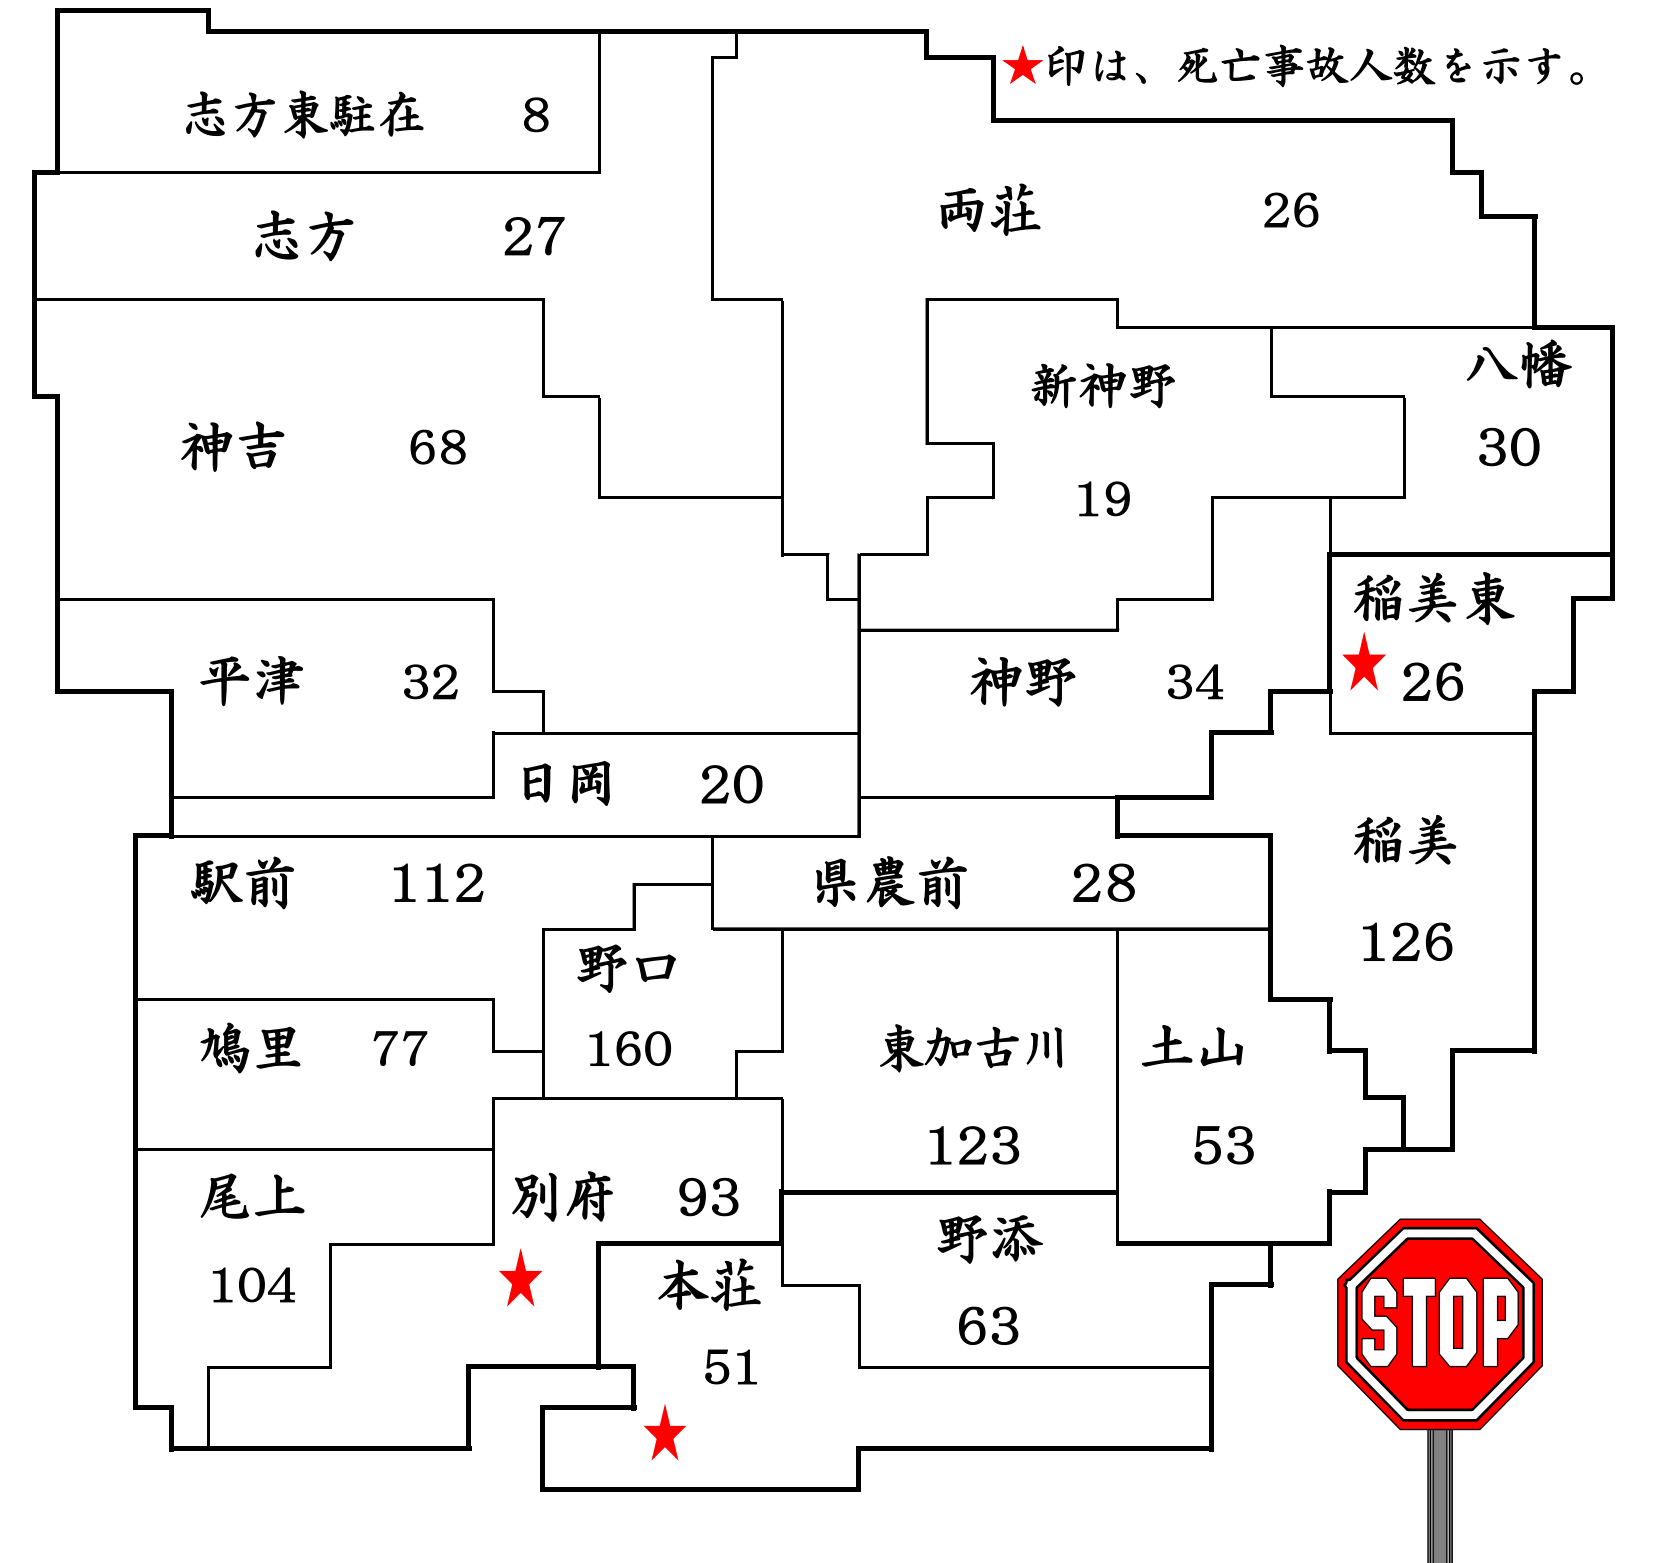 ★印は、死亡事故人数を示す。
志方東駐在 8
志方 27
両荘 26
神吉 68
新神野
19
八幡
30
稲美東
★ 26
平津 32
神野 34
日岡 20
稲美
126
駅前 112
県農前 28
野口
160
鳩里 77
東加古川
123
土山
53
尾上
104
別府 93
★
野添
63
本荘
51
★
STOP